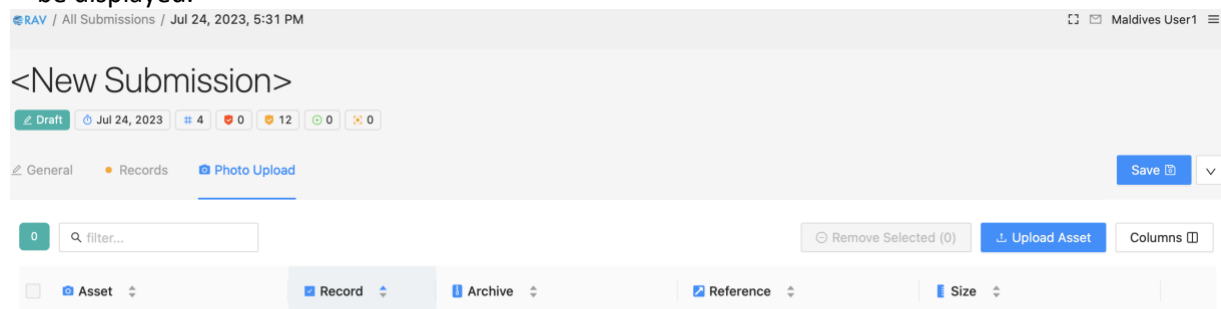 be displayed.
RAV / All Submissions / Jul 24, 2023, 5:31 PM Maldives User1
<New Submission>
Draft Jul 24, 2023 # 4 0 12 0 0
General Records Photo Upload Save
0 filter... Remove Selected (0) Upload Asset Columns
Asset Record Archive Reference Size